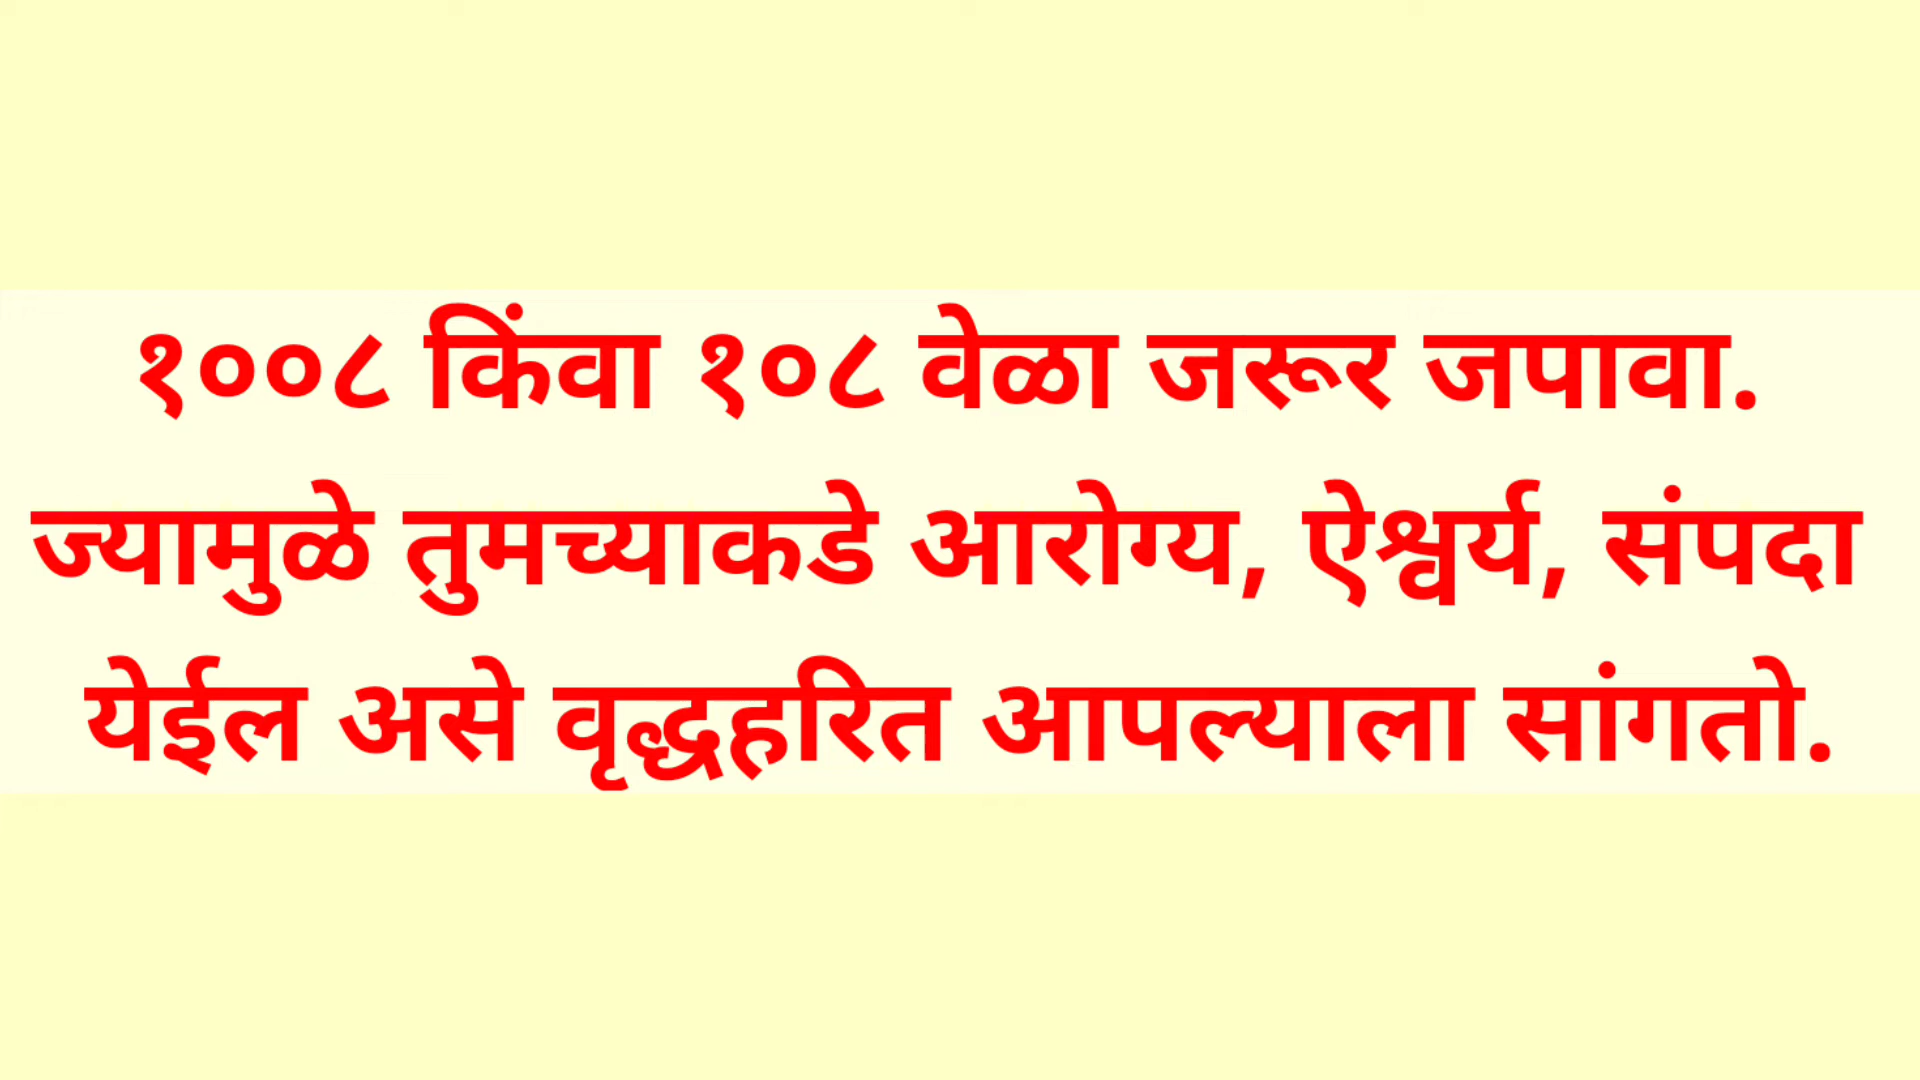 १००८ किंवा १०८ वेळा जरूर जपावा.
ज्यामुळे तुमच्याकडे आरोग्य, ऐश्वर्य, संपदा
येईल असे वृद्धहरित आपल्याला सांगतो.